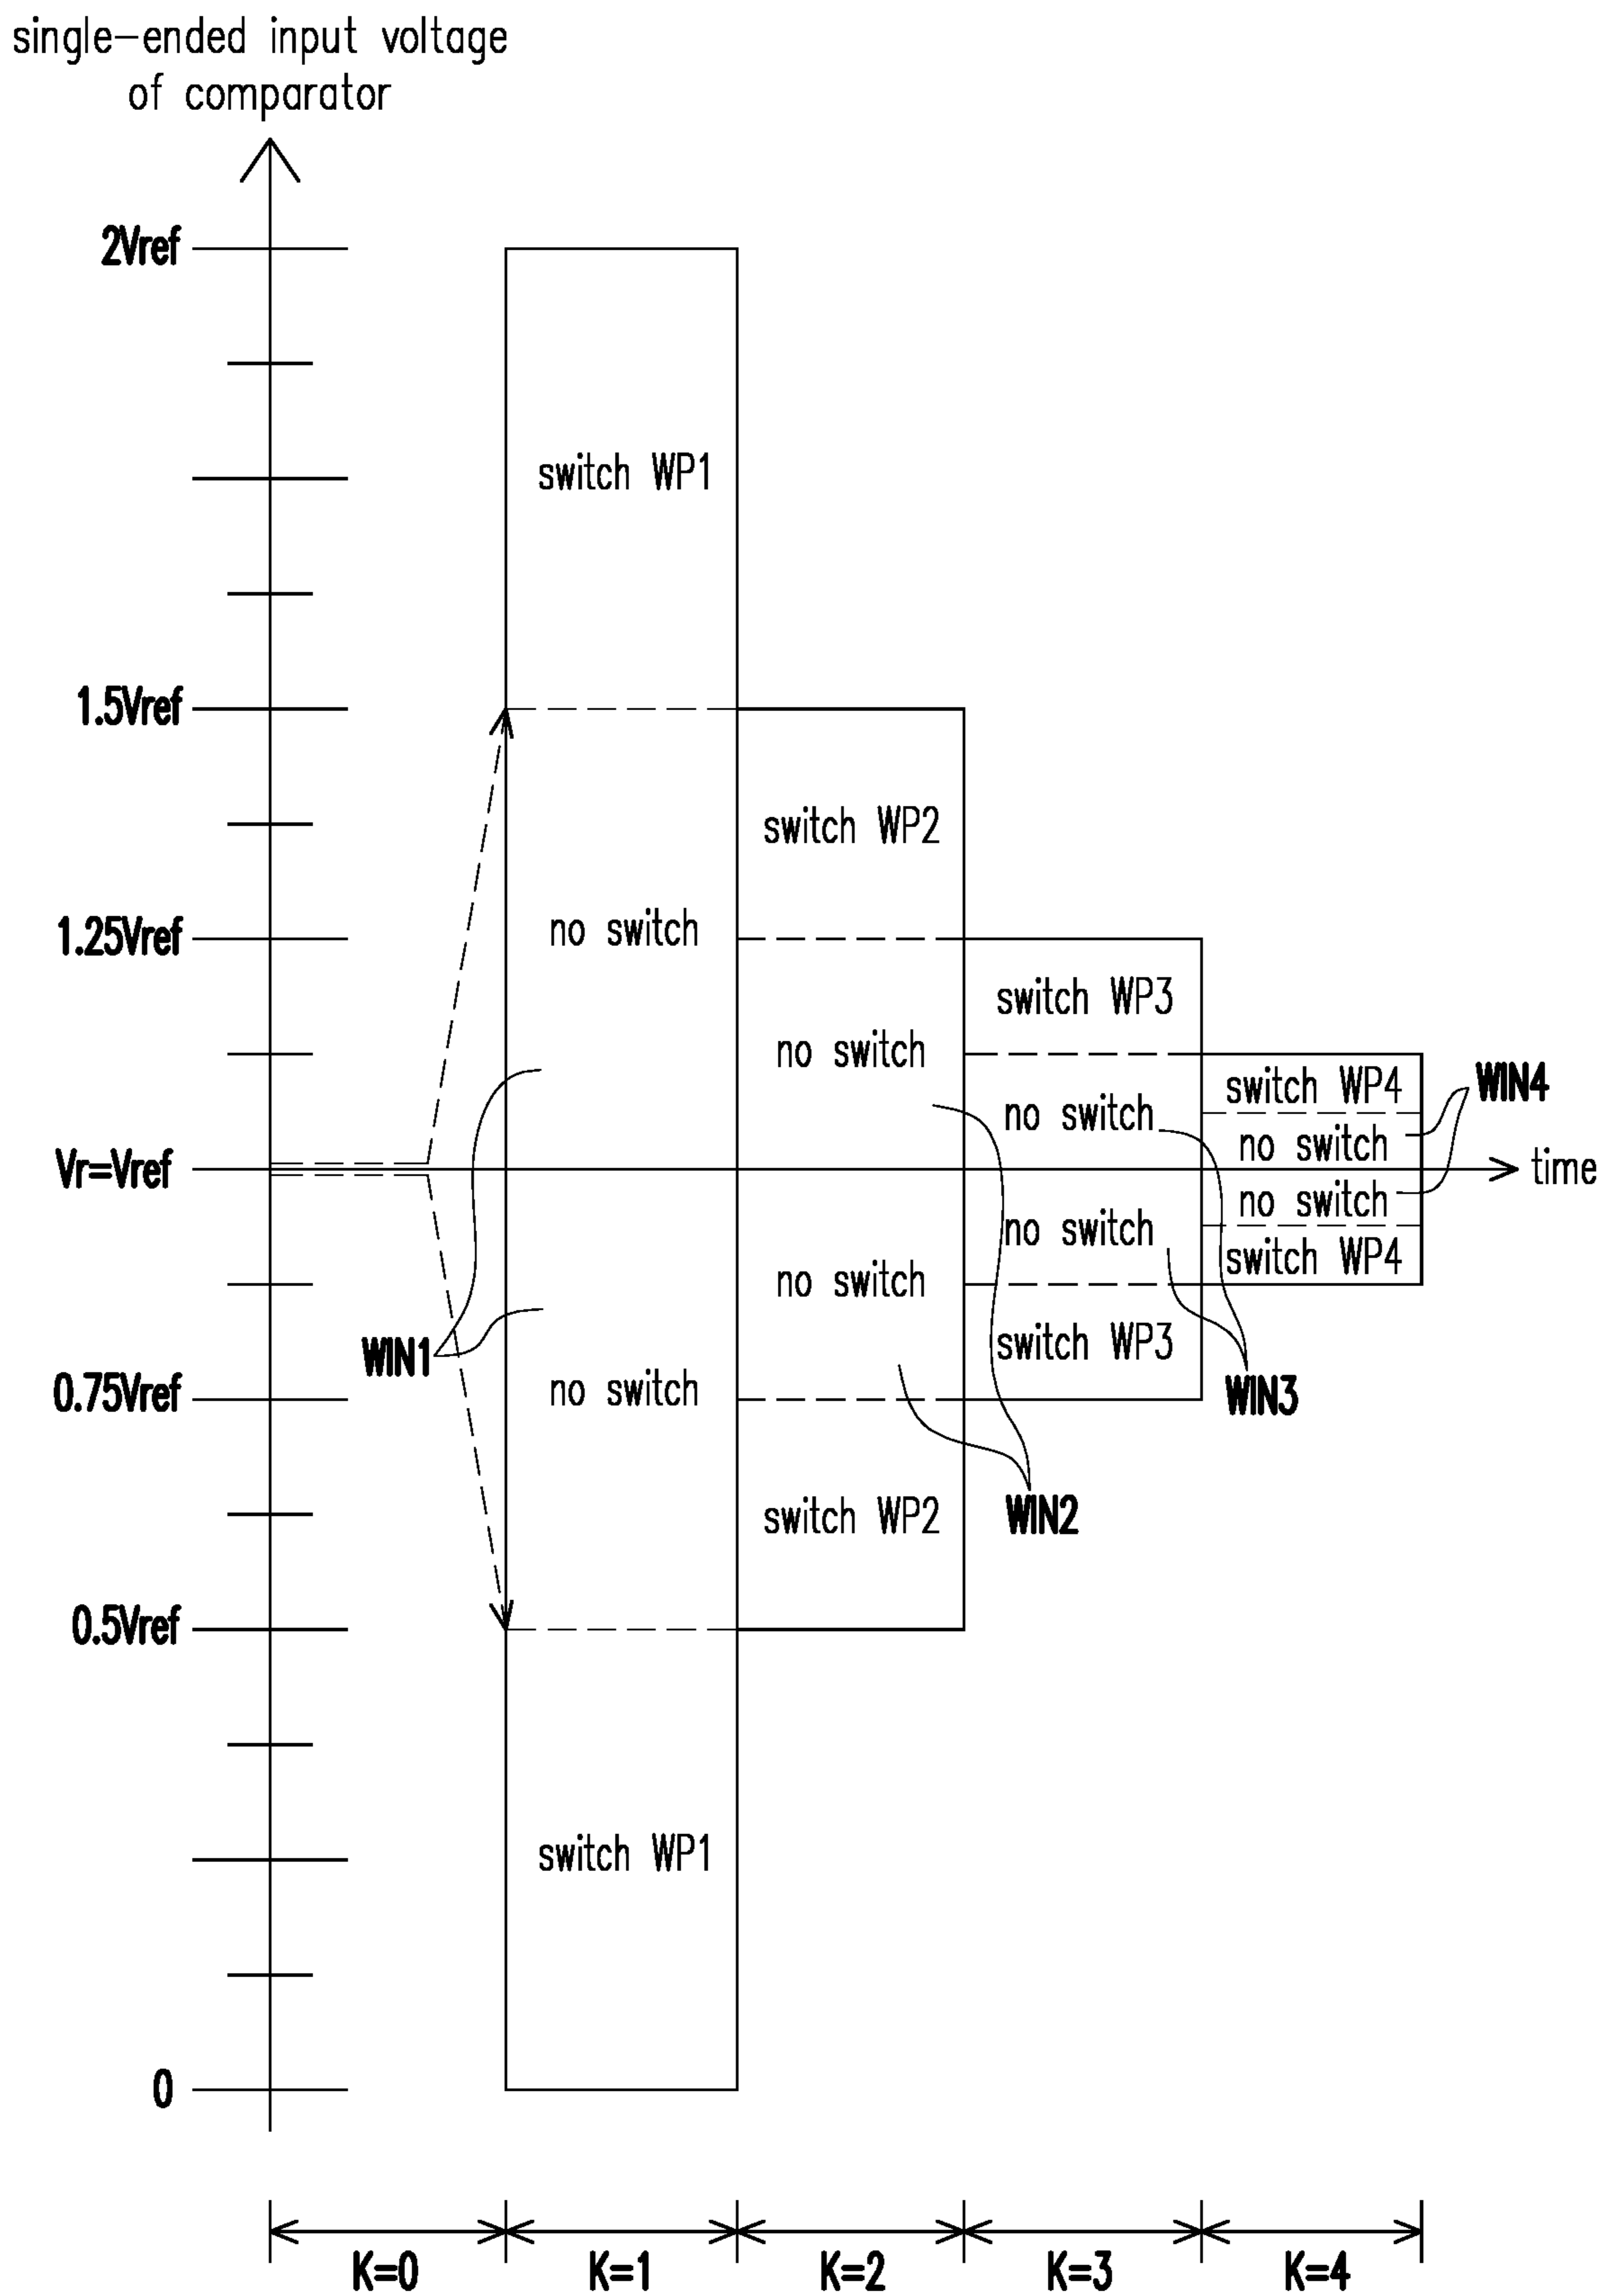 single-ended input voltage
of comparator
2Vref
switch WP1
1.5Vref
switch WP2
no switch
1.25Vref
switch WP3
no switch
switch WP4
WIN4
no switch
no switch
Vr=Vref
time
no switch
no switch
switch WP4
no switch
WIN1
switch WP3
0.75Vref
no switch
WIN3
switch WP2
WIN2
0.5Vref
switch WP1
0
K=0
K=1
K=2
K=3
K=4